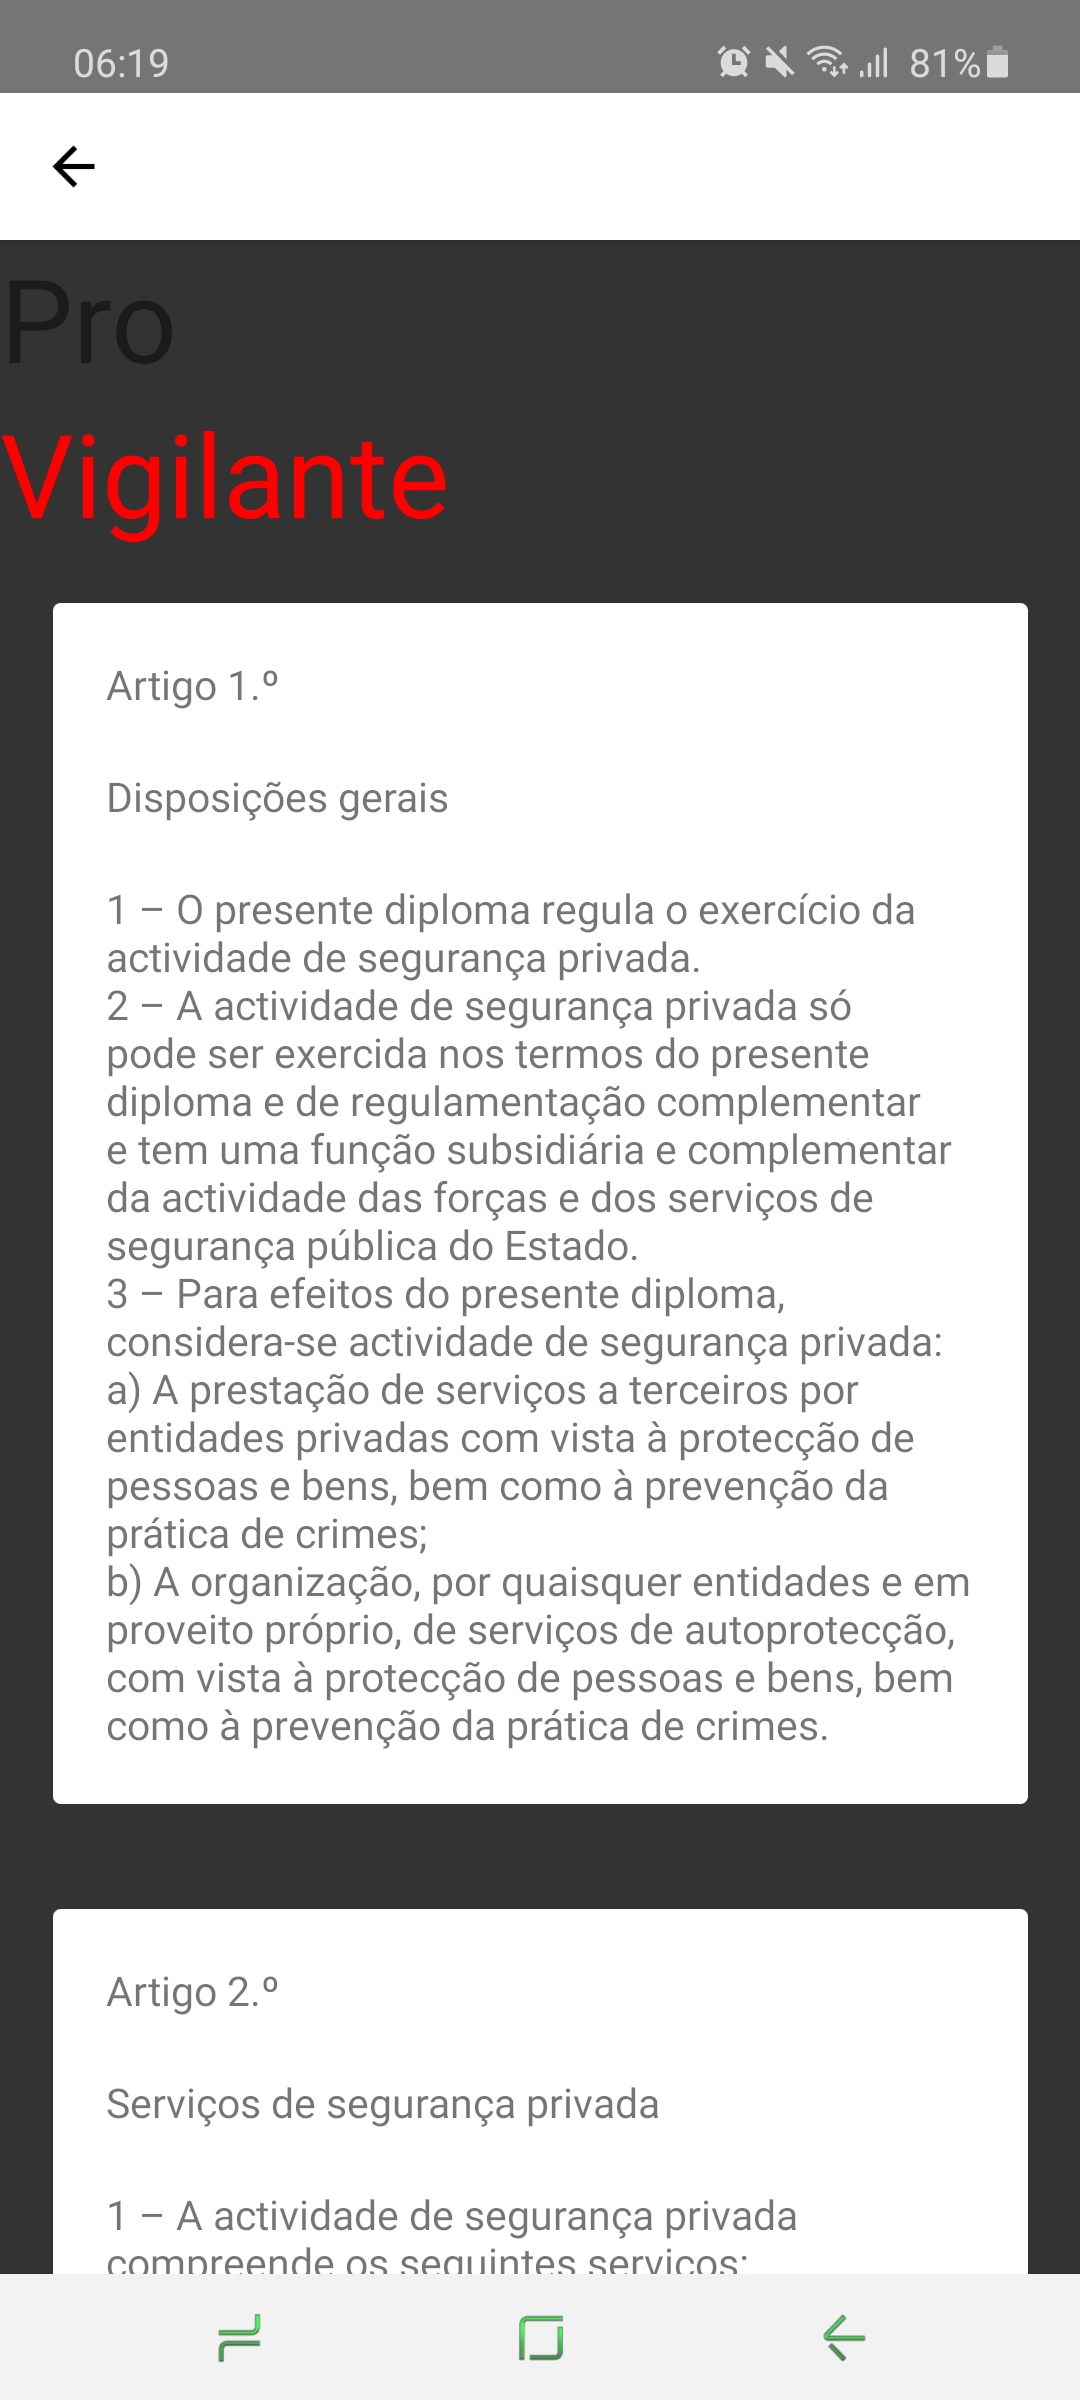 06:19
81%
Pro
Vigilante
Artigo 1.º
Disposições gerais
1 – O presente diploma regula o exercício da
actividade de segurança privada.
2 – A actividade de segurança privada só
pode ser exercida nos termos do presente
diploma e de regulamentação complementar
e tem uma função subsidiária e complementar
da actividade das forças e dos serviços de
segurança pública do Estado.
3 – Para efeitos do presente diploma,
considera-se actividade de segurança privada:
a) A prestação de serviços a terceiros por
entidades privadas com vista à protecção de
pessoas e bens, bem como à prevenção da
prática de crimes;
b) A organização, por quaisquer entidades e em
proveito próprio, de serviços de autoprotecção,
com vista à protecção de pessoas e bens, bem
como à prevenção da prática de crimes.
Artigo 2.º
Serviços de segurança privada
1 – A actividade de segurança privada
compreende os seguintes serviços: